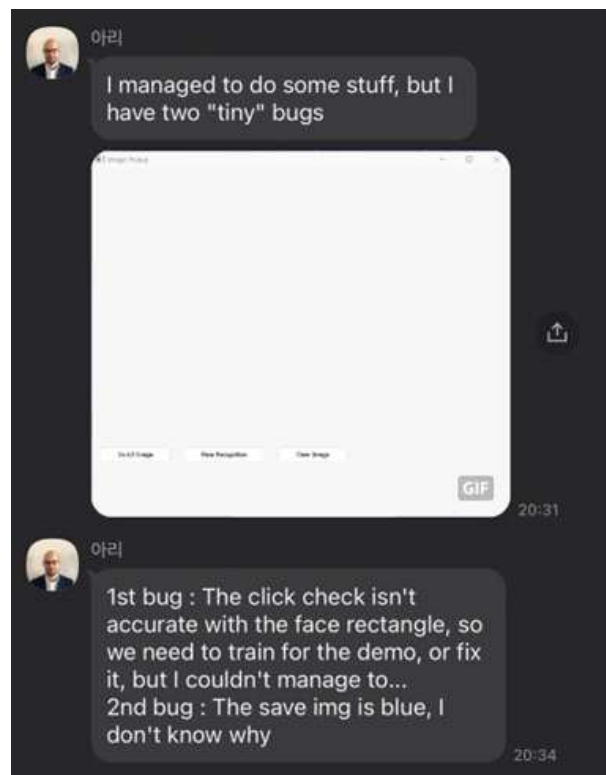 아리
I managed to do some stuff, but I
have two "tiny" bugs
Clear Image
GIF
20:31
아리
1st bug : The click check isn't
accurate with the face rectangle, so
we need to train for the demo, or fix
it, but I couldn't manage to...
2nd bug : The save img is blue, I
don't know why
20:34